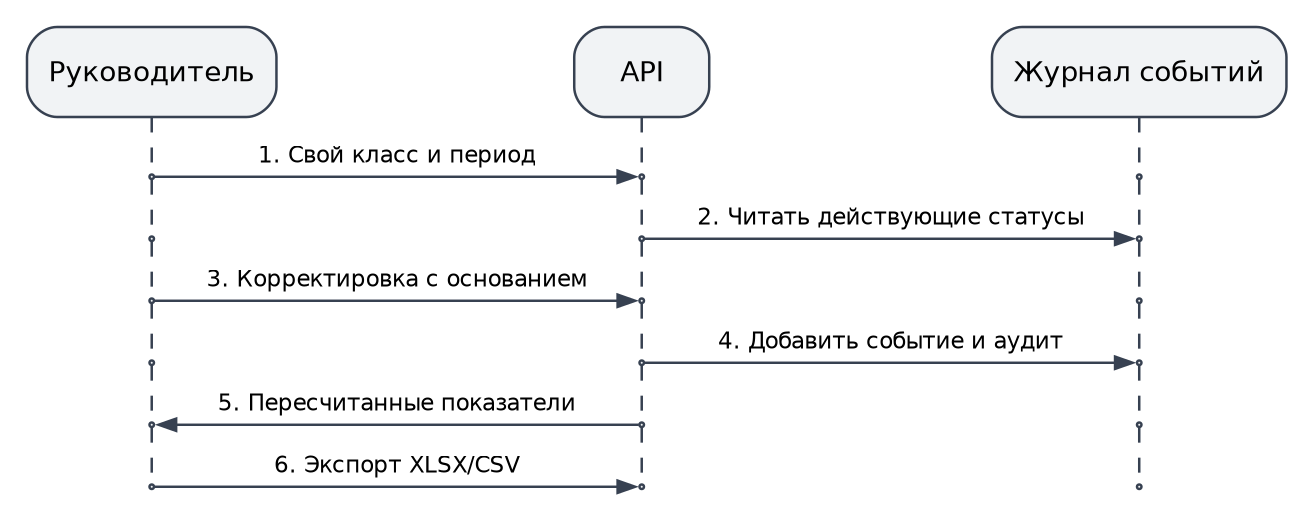 Руководитель
API
Журнал событий
1. Свой класс и период
2. Читать действующие статусы
3. Корректировка с основанием
4. Добавить событие и аудит
5. Пересчитанные показатели
6. Экспорт XLSX/CSV